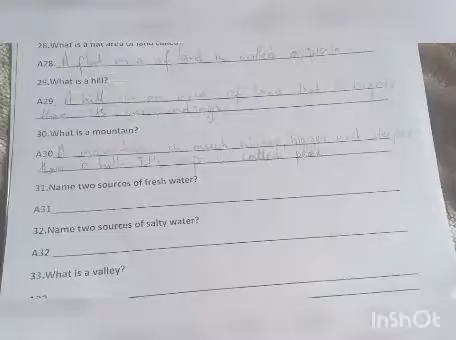 28.What is a flat area of land called?
A28. A flat area of land is called a plain.
29.What is a hill?
A29. A hill is an area of land that is higher
than its surroundings.
30.What is a mountain?
A30 A mountain is much higher and steeper
than a hill. Its called peak
31.Name two sources of fresh water?
A31
32.Name two sources of salty water?
A32
33.What is a valley?
InShOt